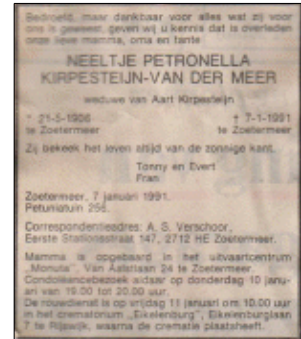 Bedroefd, maar dankbaar voor alles wat zij voor
ons is geweest, geven wij u kennis dat is overleden
onze lieve mamma, oma en tante
NEELTJE PETRONELLA
KIRPESTEIJN-VAN DER MEER
weduwe van Aart Kirpesteijn
* 21-5-1906 † 7-1-1991
te Zoetermeer te Zoetermeer
Zij bekeek het leven altijd van de zonnige kant.
Tonny en Evert
Fran
Zoetermeer, 7 januari 1991.
Petuniatuin 256.
Correspondentieadres: A. S. Verschoor,
Eerste Stationsstraat 147, 2712 HE Zoetermeer.
Mamma is opgebaard in het uitvaartcentrum
„Monuta”, Van Aalstlaan 24 te Zoetermeer.
Condoleancebezoek aldaar op donderdag 10 janu-
ari van 19.00 tot 20.00 uur.
De rouwdienst is op vrijdag 11 januari om 10.00 uur
in het crematorium „Eikelenburg”, Eikelenburglaan
7 te Rijswijk, waarna de crematie plaatsheeft.